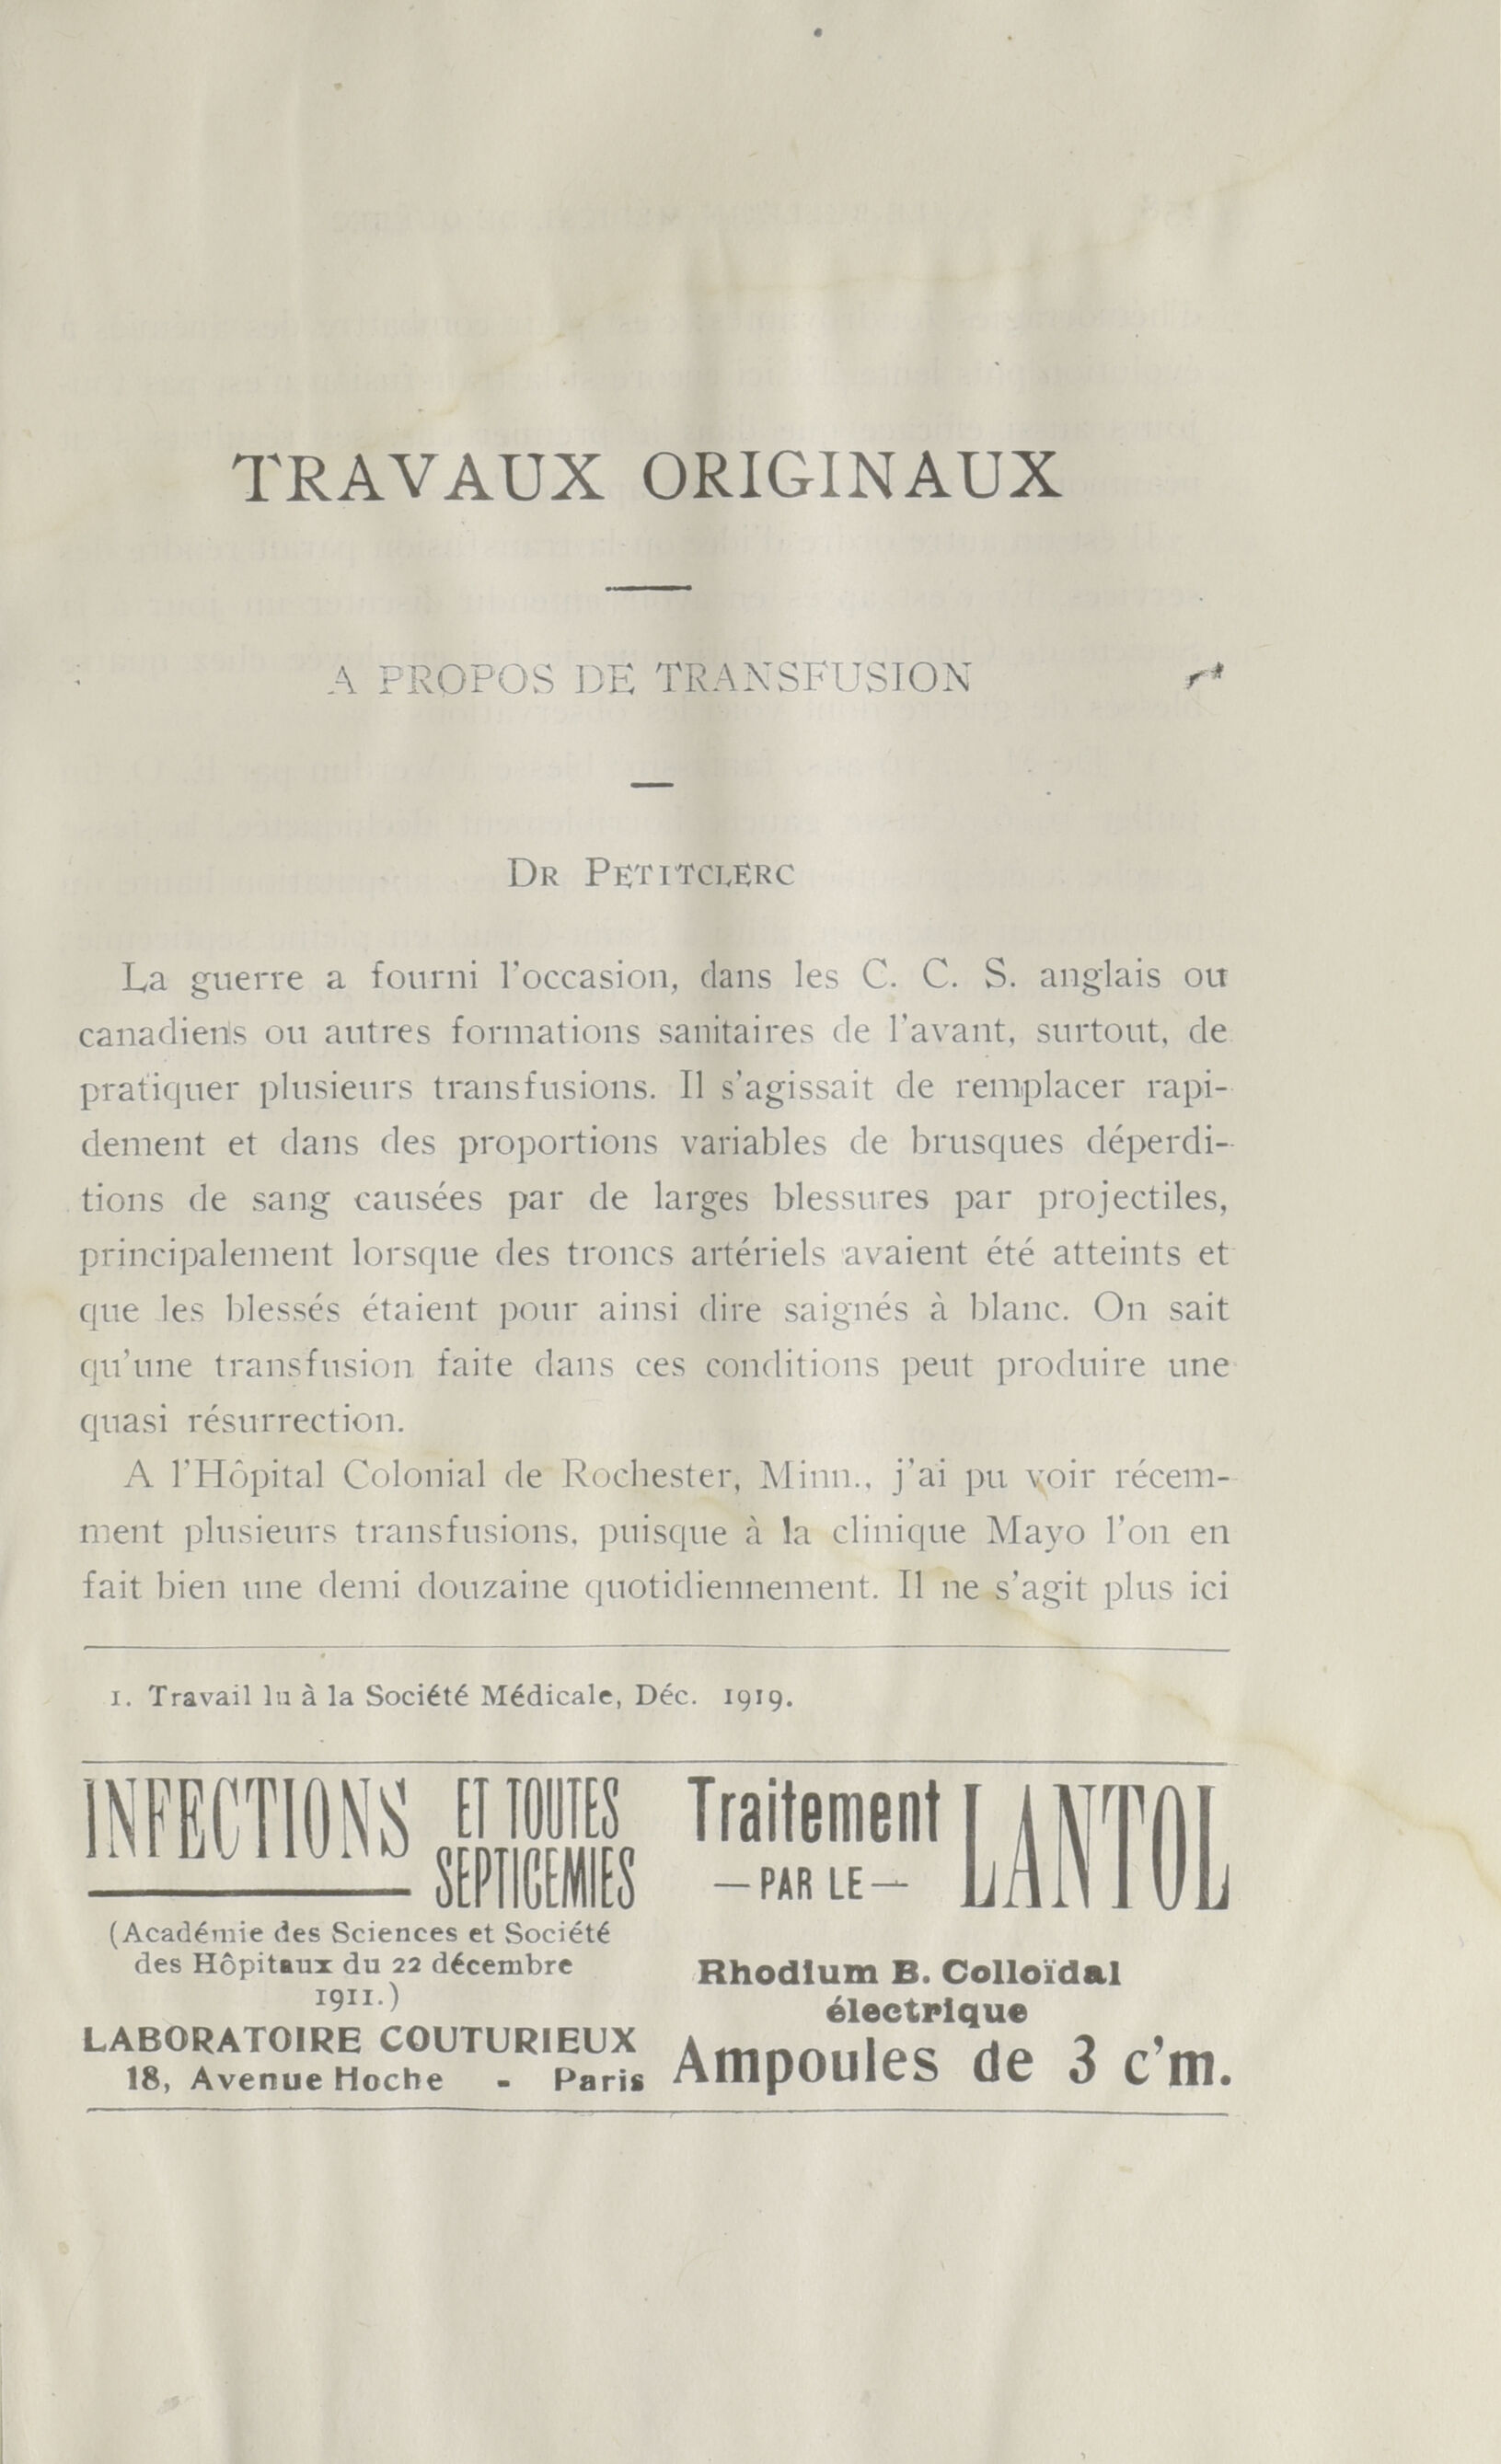 TRAVAUX ORIGINAUX
A PROPOS DE TRANSFUSION
DR PETITCLERC
La guerre a fourni l'occasion, dans les C. C. S. anglais ou
canadiens ou autres formations sanitaires de l'avant, surtout, de
pratiquer plusieurs transfusions. Il s'agissait de remplacer rapi-
dement et dans des proportions variables de brusques déperdi-
tions de sang causées par de larges blessures par projectiles,
principalement lorsque des troncs artériels avaient été atteints et
que les blessés étaient pour ainsi dire saignés à blanc. On sait
qu'une transfusion faite dans ces conditions peut produire une
quasi résurrection.
A l'Hôpital Colonial de Rochester, Minn., j'ai pu voir récem-
ment plusieurs transfusions, puisque à la clinique Mayo l'on en
fait bien une demi douzaine quotidiennement. Il ne s'agit plus ici
1. Travail lu à la Société Médicale, Déc. 1919.
INFECTIONS ET TOUTES
SEPTICEMIES
(Académie des Sciences et Société
des Hôpitaux du 22 décembre
1911.)
LABORATOIRE COUTURIEUX
18, Avenue Hoche - Paris
Traitement
— PAR LE —
LANTOL
Rhodium B. Colloïdal
électrique
Ampoules de 3 c'm.